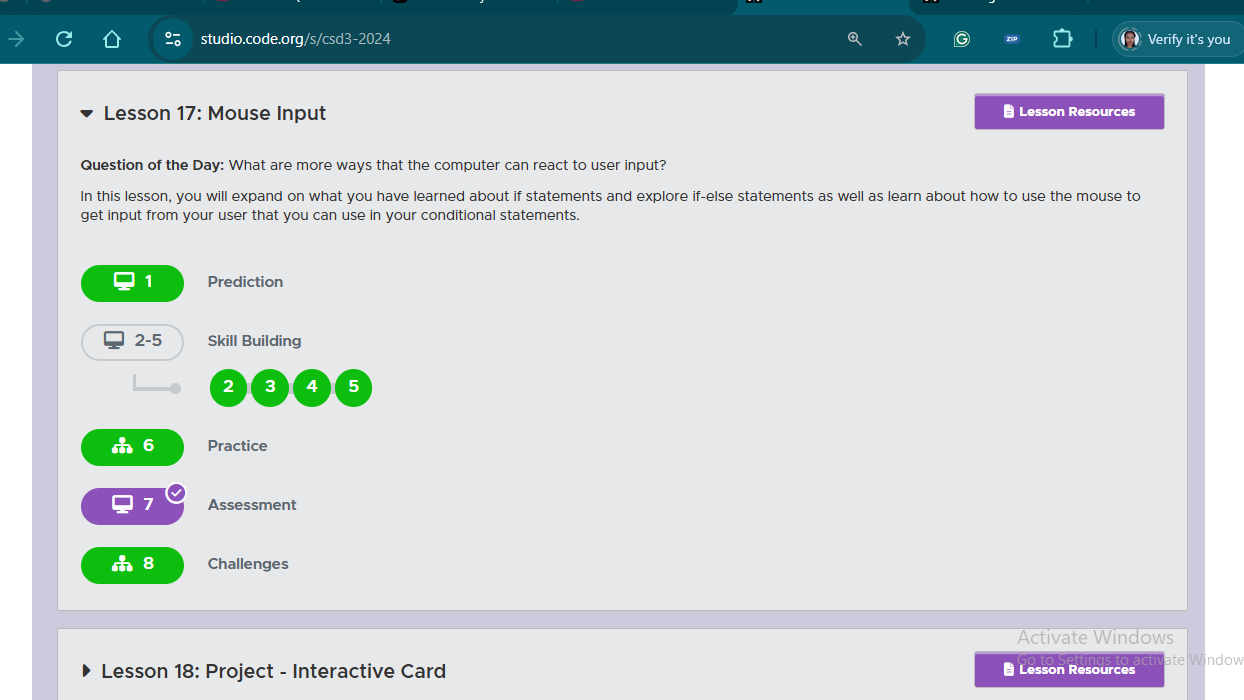 studio.code.org/s/csd3-2024
ZIP
Verify it's you
Lesson 17: Mouse Input
Lesson Resources
Question of the Day: What are more ways that the computer can react to user input?
In this lesson, you will expand on what you have learned about if statements and explore if-else statements as well as learn about how to use the mouse to
get input from your user that you can use in your conditional statements.
1 Prediction
2-5 Skill Building
2 3 4 5
6 Practice
7 Assessment
8 Challenges
Activate Windows
Go to Settings to activate Window
Lesson 18: Project - Interactive Card
Lesson Resources